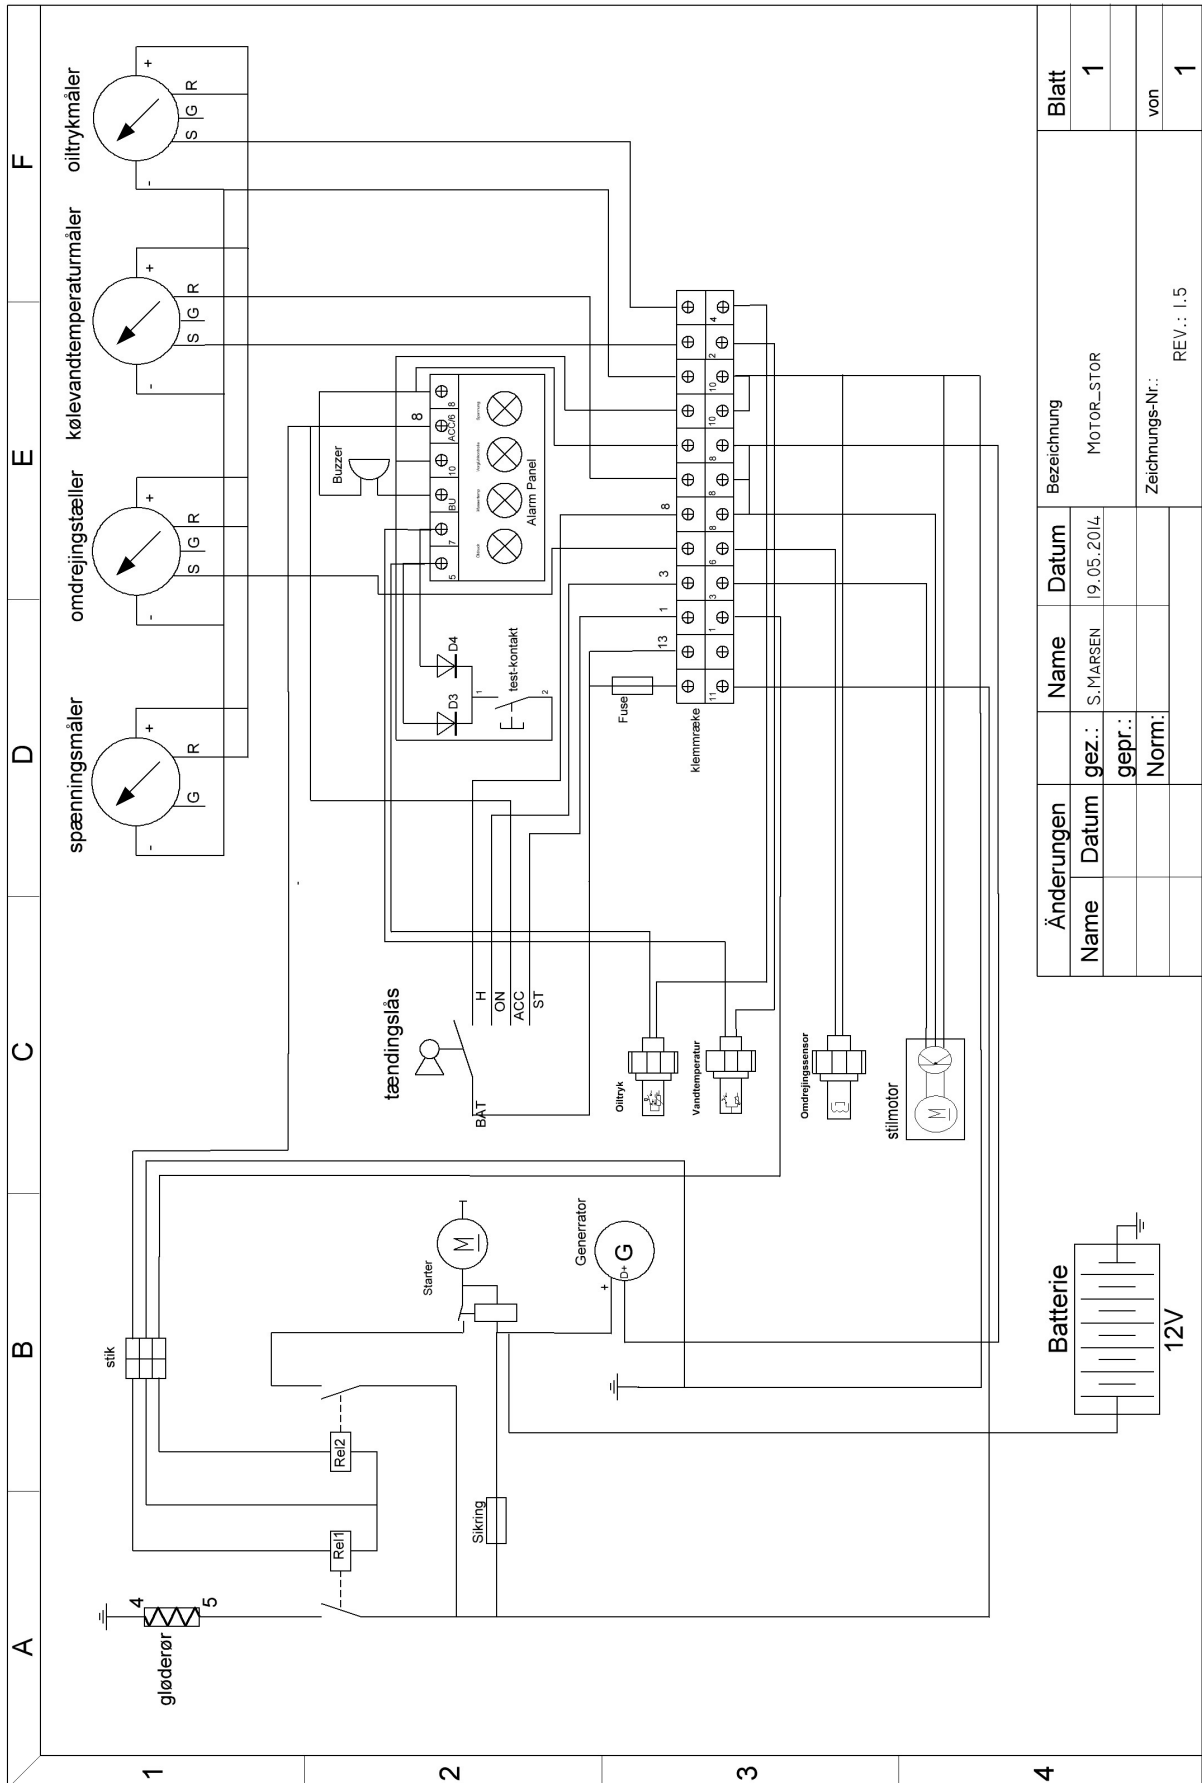 A
B
C
D
E
F
1
2
3
4
spænningsmåler
omdrejingstæller
kølevandtemperaturmåler
oiltrykmåler
-
G
R
+
-
S
G
R
+
-
S
G
R
+
-
S
G
R
+
gløderør
4
5
stik
Rel1
Rel2
Sikring
Starter
M
Generrator
+
D+
G
tændingslås
BAT
H
ON
ACC
ST
Buzzer
8
5
7
BU
10
ACC/6
8
Alarm Panel
D3
D4
1
test-kontakt
2
Fuse
klemmræke
13
1
3
8
11
1
3
6
8
8
8
10
10
2
4
Oiltryk
Vandtemperatur
Omdrejingssensor
stilmotor
M
Batterie
12V
Änderungen
Name
Datum
Name
Datum
gez.:
S.MARSEN
19.05.2014
gepr.:
Norm:
Bezeichnung
MOTOR_STOR
Zeichnungs-Nr.:
REV.: 1.5
Blatt
1
von
1